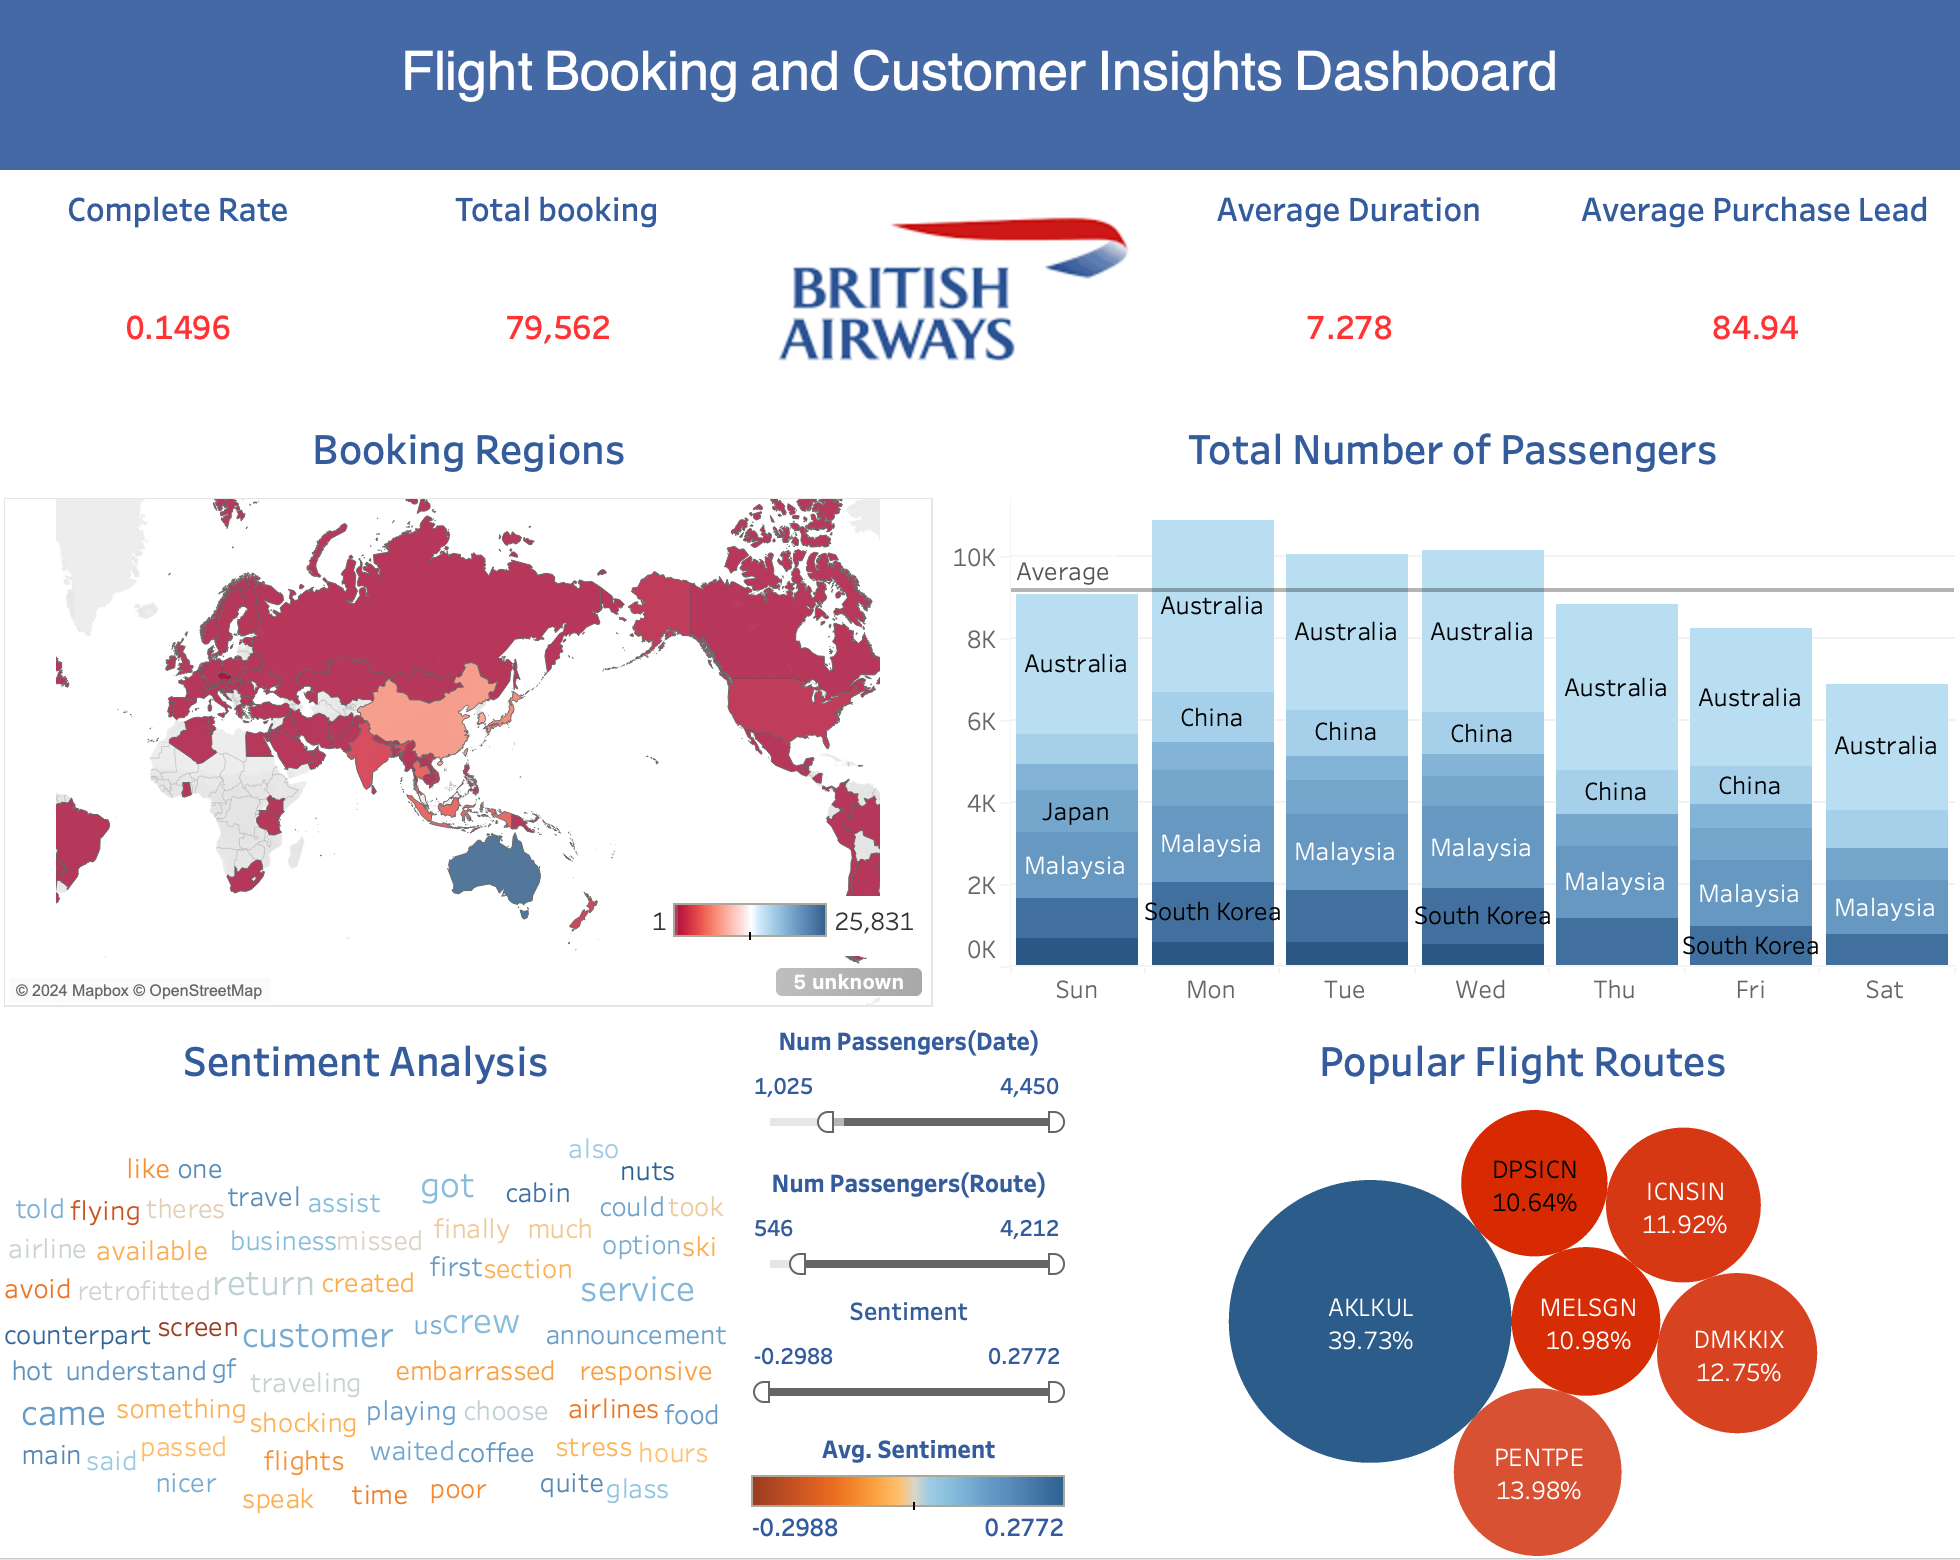 Flight Booking and Customer Insights Dashboard
Complete Rate
Total booking
Average Duration
Average Purchase Lead
0.1496
79,562
BRITISH
AIRWAYS
7.278
84.94
Booking Regions
1
25,831
5 unknown
© 2024 Mapbox © OpenStreetMap
Total Number of Passengers
10K
8K
6K
4K
2K
0K
Average
Australia
Japan
Malaysia
Sun
Australia
China
Malaysia
South Korea
Mon
Australia
China
Malaysia
Tue
Australia
China
Malaysia
South Korea
Wed
Australia
China
Malaysia
Thu
Australia
China
Malaysia
South Korea
Fri
Australia
Malaysia
Sat
Sentiment Analysis
also
like one
nuts
told flying theres travel assist got cabin could took
airline available business missed finally much option ski
first section
avoid retrofitted return created service
counterpart screen customer us crew announcement
hot understand gf traveling embarrassed responsive
came something shocking playing choose airlines food
main said passed flights waited coffee stress hours
nicer speak time poor quite glass
Num Passengers(Date)
1,025 4,450
Num Passengers(Route)
546 4,212
Sentiment
-0.2988 0.2772
Avg. Sentiment
-0.2988 0.2772
Popular Flight Routes
DPSICN
10.64%
ICNSIN
11.92%
AKLKUL
39.73%
MELSGN
10.98%
DMKKIX
12.75%
PENTPE
13.98%